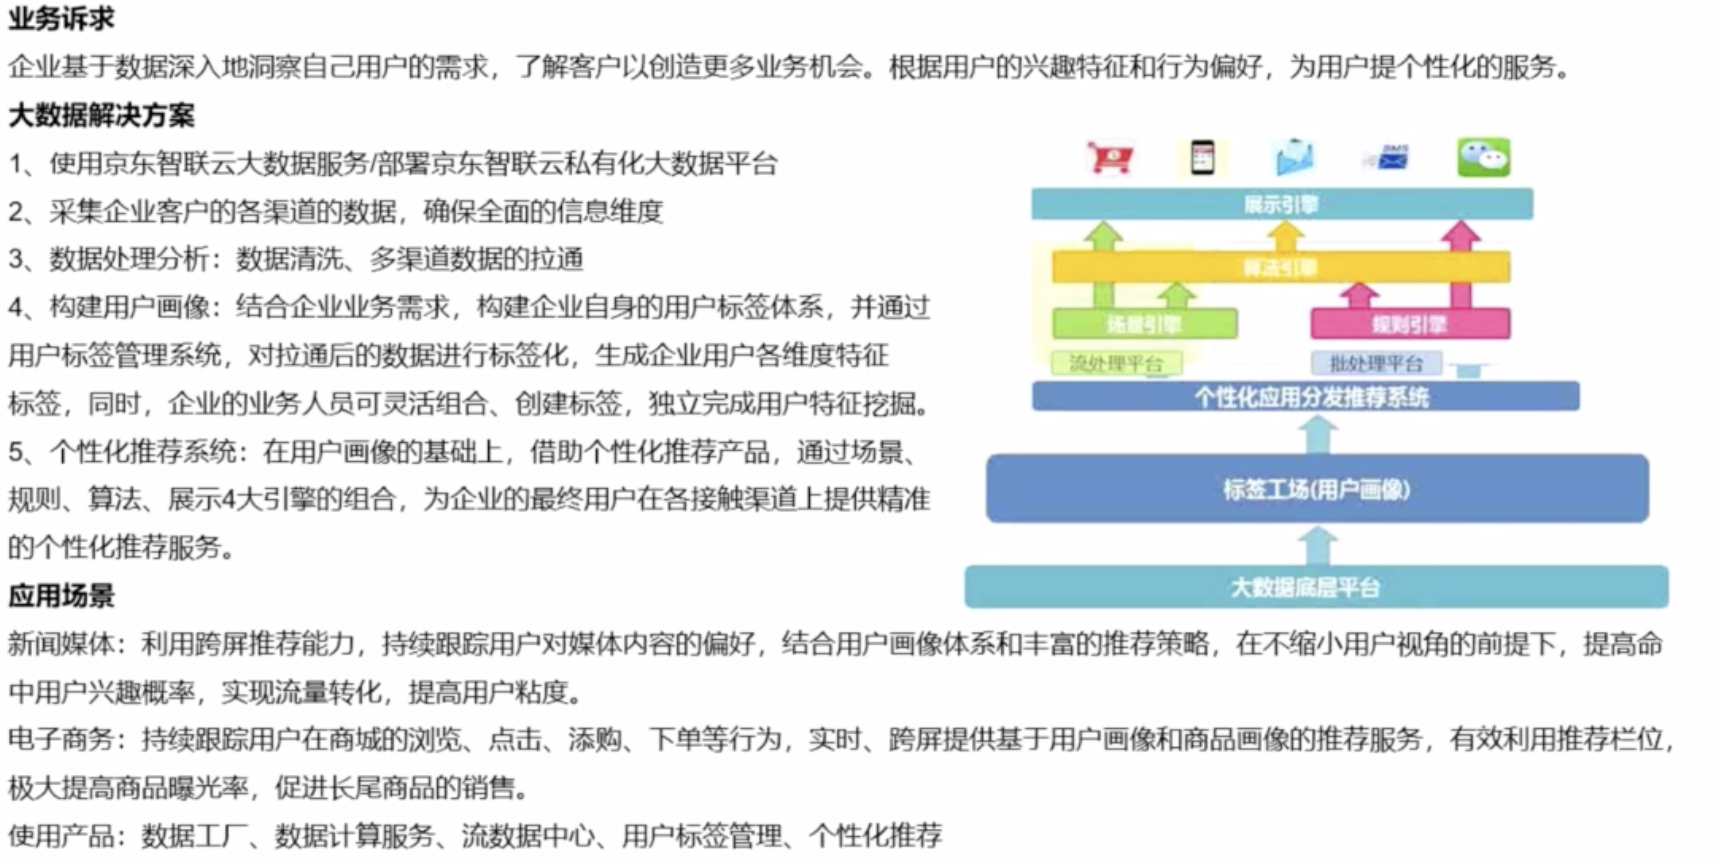 业务诉求
企业基于数据深入地洞察自己用户的需求，了解客户以创造更多业务机会。根据用户的兴趣特征和行为偏好，为用户提个性化的服务。
大数据解决方案
1、使用京东智联云大数据服务/部署京东智联云私有化大数据平台
2、采集企业客户的各渠道的数据，确保全面的信息维度
3、数据处理分析：数据清洗、多渠道数据的拉通
4、构建用户画像：结合企业业务需求，构建企业自身的用户标签体系，并通过
用户标签管理系统，对拉通后的数据进行标签化，生成企业用户各维度特征
标签，同时，企业的业务人员可灵活组合、创建标签，独立完成用户特征挖掘。
5、个性化推荐系统：在用户画像的基础上，借助个性化推荐产品，通过场景、
规则、算法、展示4大引擎的组合，为企业的最终用户在各接触渠道上提供精准
的个性化推荐服务。
SMS
展示引擎
算法引擎
场景引擎
规则引擎
流处理平台
批处理平台
个性化应用分发推荐系统
标签工场(用户画像)
大数据底层平台
应用场景
新闻媒体：利用跨屏推荐能力，持续跟踪用户对媒体内容的偏好，结合用户画像体系和丰富的推荐策略，在不缩小用户视角的前提下，提高命
中用户兴趣概率，实现流量转化，提高用户粘度。
电子商务：持续跟踪用户在商城的浏览、点击、添购、下单等行为，实时、跨屏提供基于用户画像和商品画像的推荐服务，有效利用推荐栏位，
极大提高商品曝光率，促进长尾商品的销售。
使用产品：数据工厂、数据计算服务、流数据中心、用户标签管理、个性化推荐